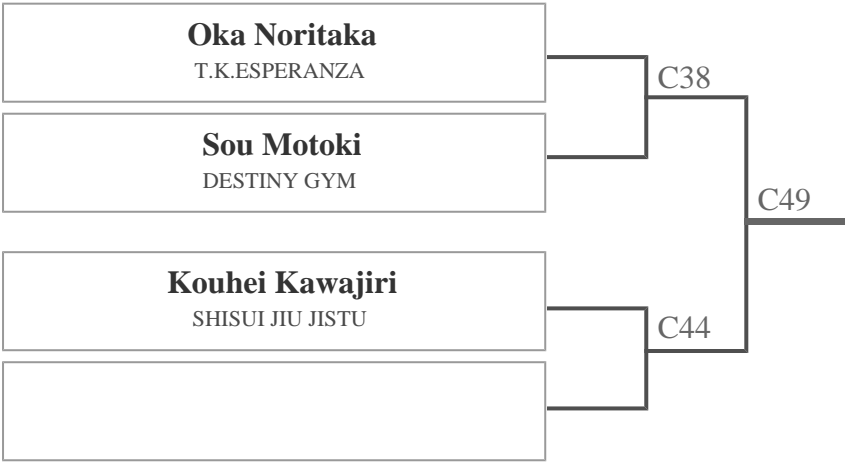 Oka Noritaka
T.K.ESPERANZA
C38
Sou Motoki
DESTINY GYM
C49
Kouhei Kawajiri
SHISUI JIU JISTU
C44